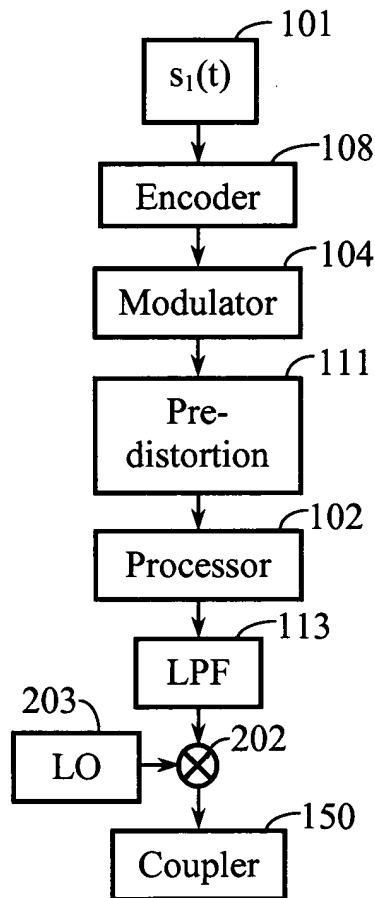 101
s₁(t)
108
Encoder
104
Modulator
111
Pre-
distortion
102
Processor
113
LPF
203
LO
202
150
Coupler